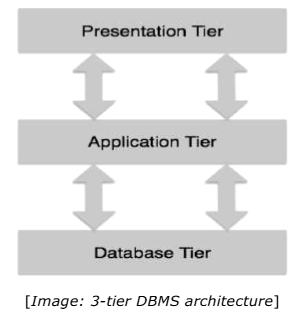 Presentation Tier
Application Tier
Database Tier
[Image: 3-tier DBMS architecture]